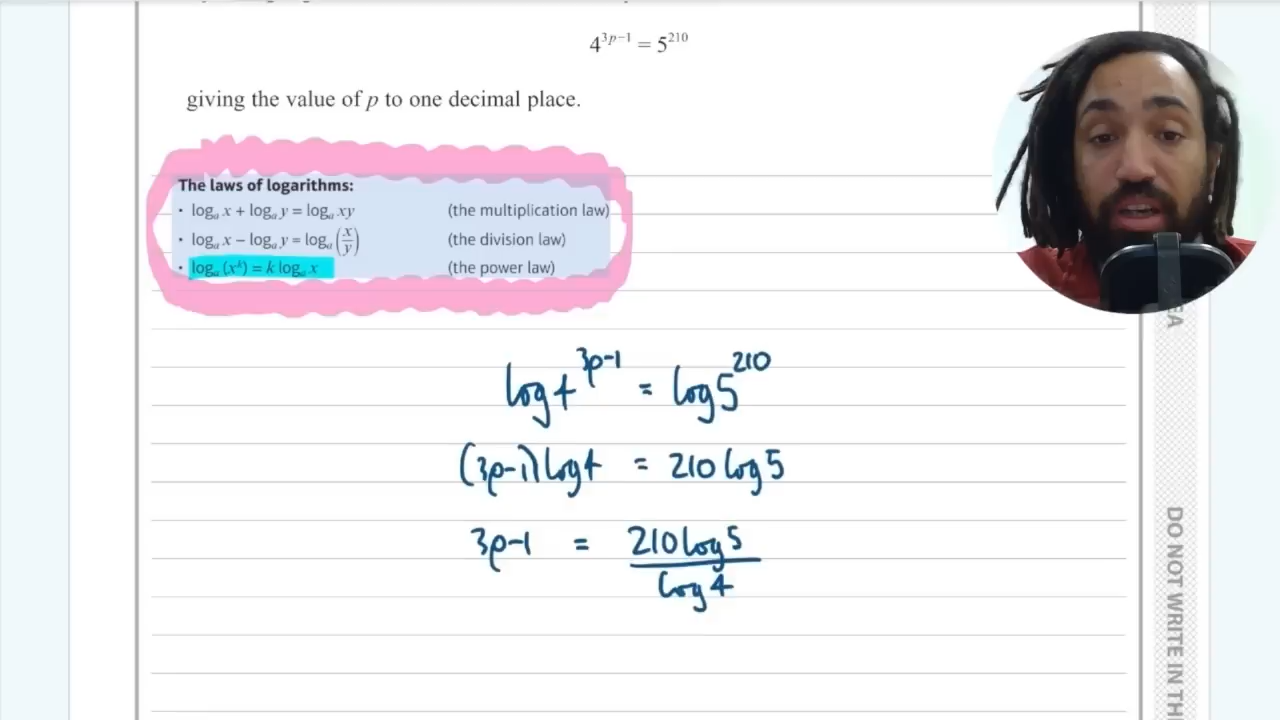 4^{3p−1} = 5^{210}
giving the value of p to one decimal place.
The laws of logarithms:
• log_a x + log_a y = log_a xy (the multiplication law)
• log_a x − log_a y = log_a (x/y) (the division law)
• log_a (x^k) = k log_a x (the power law)
log 4^{3p-1} = log 5^{210}
(3p-1) log 4 = 210 log 5
3p-1 = 210 log 5 / log 4
EA
DO NOT WRITE IN TH